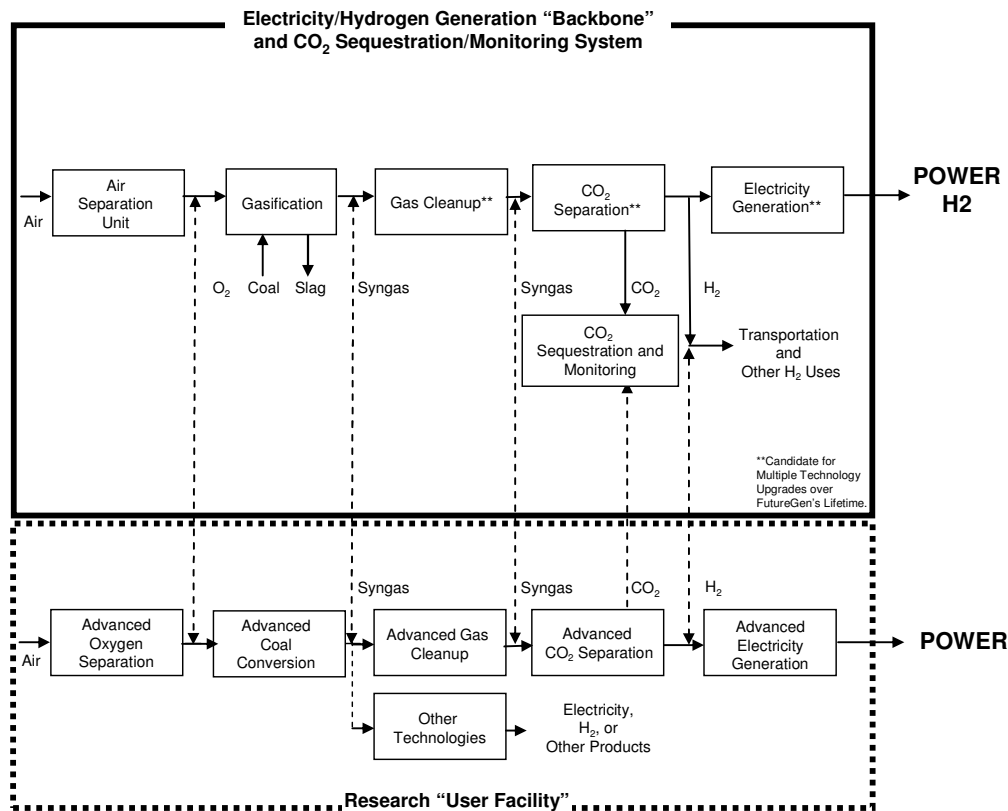 Electricity/Hydrogen Generation “Backbone”
and CO₂ Sequestration/Monitoring System
Air
Air
Separation
Unit
Gasification
Gas Cleanup**
CO₂
Separation**
Electricity
Generation**
POWER
H2
O₂
Coal
Slag
Syngas
Syngas
CO₂
H₂
CO₂
Sequestration and
Monitoring
Transportation
and
Other H₂ Uses
**Candidate for
Multiple Technology
Upgrades over
FutureGen’s Lifetime.
Syngas
Syngas
CO₂
H₂
Air
Advanced
Oxygen
Separation
Advanced
Coal
Conversion
Advanced Gas
Cleanup
Advanced
CO₂ Separation
Advanced
Electricity
Generation
POWER
Other
Technologies
Electricity,
H₂, or
Other Products
Research “User Facility”